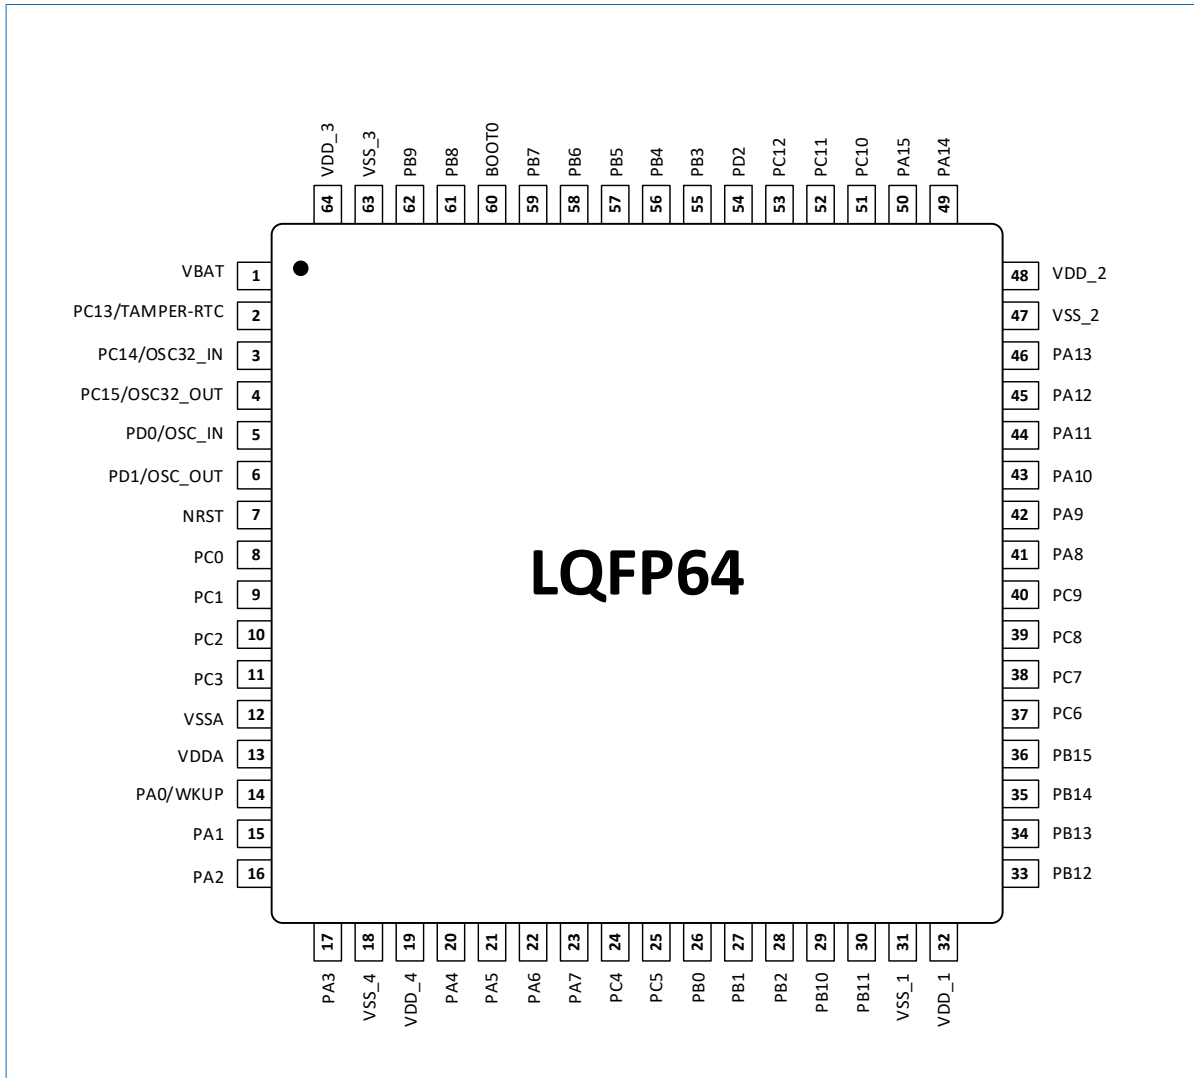 VDD_3 VSS_3 PB9 PB8 BOOT0 PB7 PB6 PB5 PB4 PB3 PD2 PC12 PC11 PC10 PA15 PA14
64 63 62 61 60 59 58 57 56 55 54 53 52 51 50 49
VBAT 1 48 VDD_2
PC13/TAMPER-RTC 2 47 VSS_2
PC14/OSC32_IN 3 46 PA13
PC15/OSC32_OUT 4 45 PA12
PD0/OSC_IN 5 44 PA11
PD1/OSC_OUT 6 43 PA10
NRST 7 42 PA9
PC0 8 41 PA8
LQFP64
PC1 9 40 PC9
PC2 10 39 PC8
PC3 11 38 PC7
VSSA 12 37 PC6
VDDA 13 36 PB15
PA0/WKUP 14 35 PB14
PA1 15 34 PB13
PA2 16 33 PB12
17 18 19 20 21 22 23 24 25 26 27 28 29 30 31 32
PA3 VSS_4 VDD_4 PA4 PA5 PA6 PA7 PC4 PC5 PB0 PB1 PB2 PB10 PB11 VSS_1 VDD_1